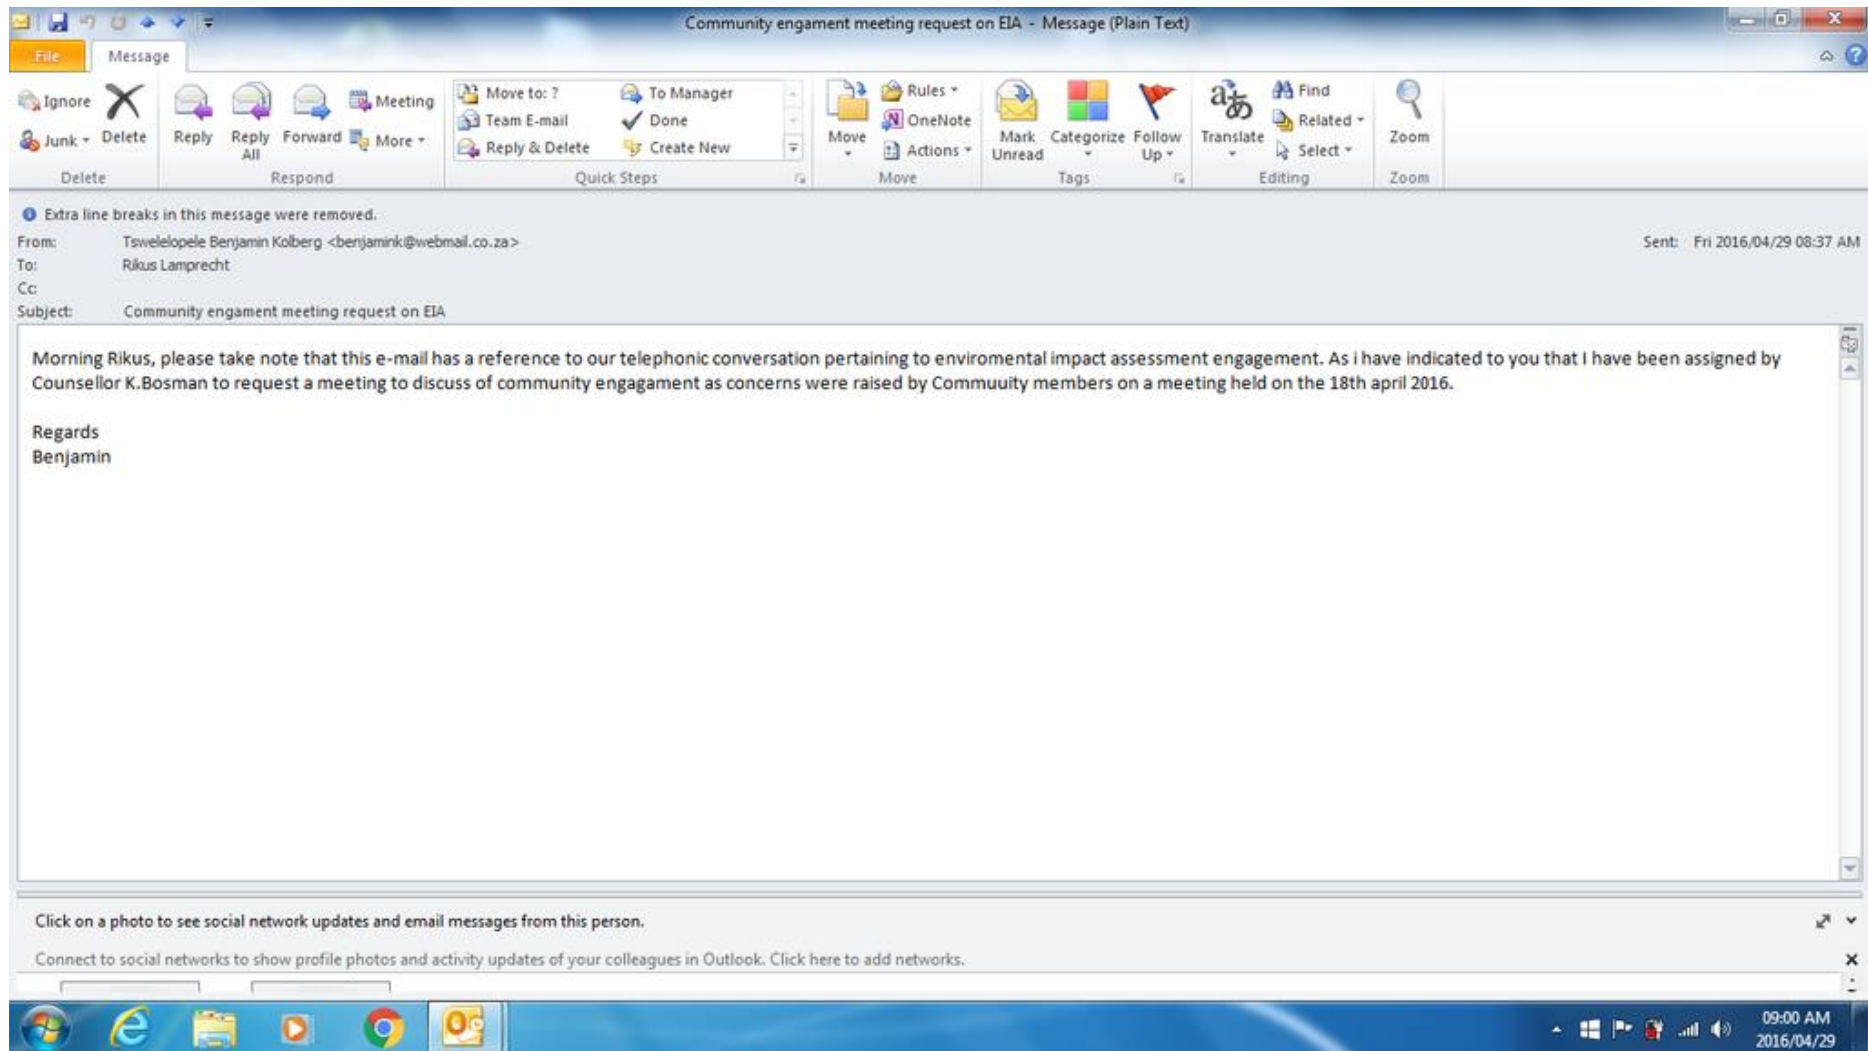 Community engament meeting request on EIA - Message (Plain Text)
File Message
Ignore
Junk
Delete
Reply
Reply All
Forward
Meeting
More
Move to: ?
Team E-mail
Reply & Delete
To Manager
Done
Create New
Move
Rules
OneNote
Actions
Mark Unread
Categorize
Follow Up
Translate
Find
Related
Select
Zoom
Delete Respond Quick Steps Move Tags Editing Zoom
Extra line breaks in this message were removed.
From: Tswelelopele Benjamin Kolberg <benjamink@webmail.co.za> Sent: Fri 2016/04/29 08:37 AM
To: Rikus Lamprecht
Cc:
Subject: Community engament meeting request on EIA
Morning Rikus, please take note that this e-mail has a reference to our telephonic conversation pertaining to enviromental impact assessment engagement. As i have indicated to you that I have been assigned by
Counsellor K.Bosman to request a meeting to discuss of community engagament as concerns were raised by Commuuity members on a meeting held on the 18th april 2016.
Regards
Benjamin
Click on a photo to see social network updates and email messages from this person.
Connect to social networks to show profile photos and activity updates of your colleagues in Outlook. Click here to add networks.
09:00 AM
2016/04/29